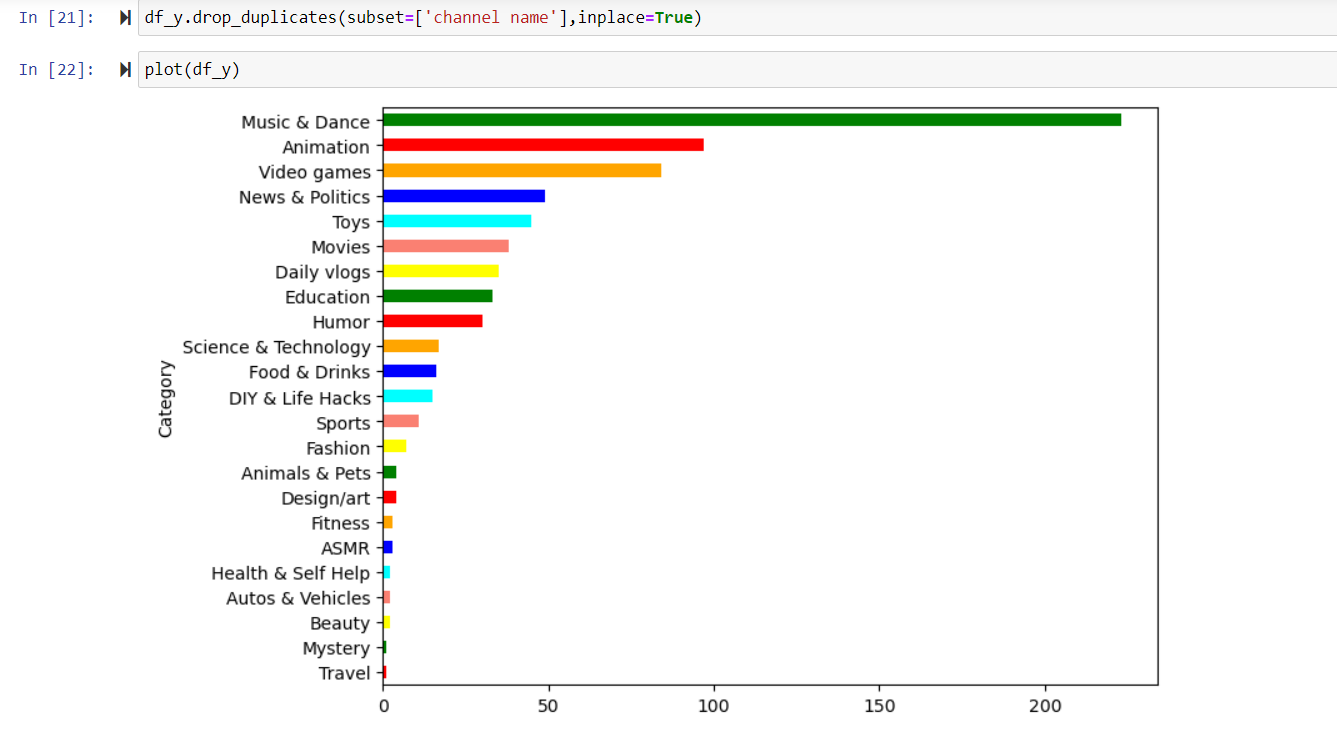 In [21]: df_y.drop_duplicates(subset=['channel name'],inplace=True)
In [22]: plot(df_y)
Music & Dance
Animation
Video games
News & Politics
Toys
Movies
Daily vlogs
Education
Humor
Science & Technology
Food & Drinks
DIY & Life Hacks
Sports
Fashion
Animals & Pets
Design/art
Fitness
ASMR
Health & Self Help
Autos & Vehicles
Beauty
Mystery
Travel
Category
0 50 100 150 200